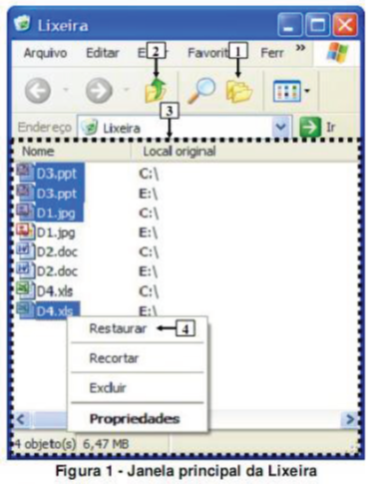 Lixeira
Arquivo Editar E 2 r Favorit 1 Ferr »
3
Endereço Lixeira Ir
Nome Local original
D3.ppt C:\
D3.ppt E:\
D1.jpg C:\
D1.jpg E:\
D2.doc C:\
D2.doc E:\
D4.xls C:\
D4.xls E:\
Restaurar 4
Recortar
Excluir
Propriedades
4 objeto(s) 6,47 MB
Figura 1 - Janela principal da Lixeira